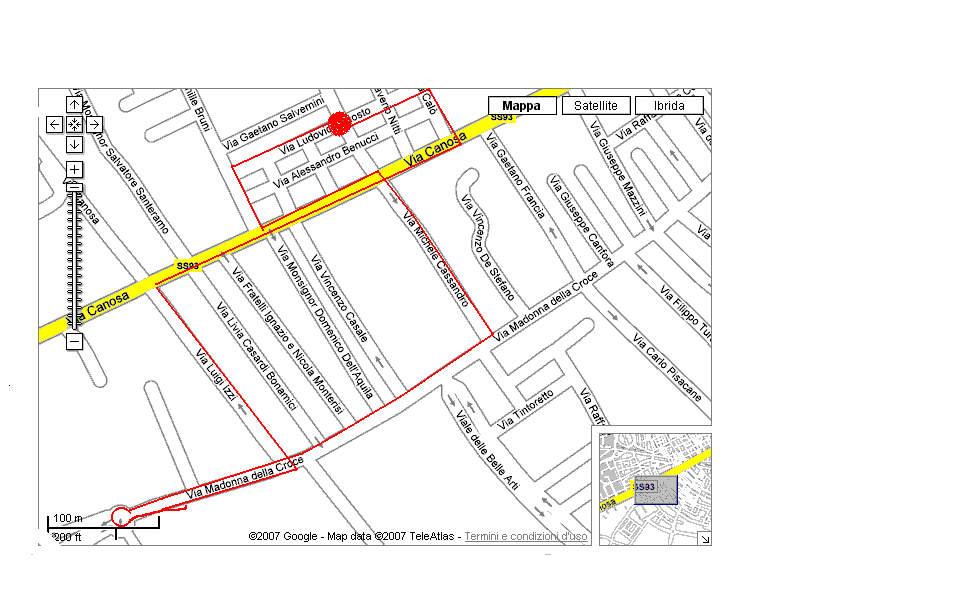 Mappa
Satellite
Ibrida
SS93
Via Gaetano Salvemini
Via Alessandro Benucci
Via Canosa
Via Canosa
SS93
Via Michele Cassandro
Via Vincenzo De Stefano
Via Gaetano Francia
Via Giuseppe Canfora
Via Giuseppe Mazzini
Via Madonna della Croce
Via Monsignor Domenico Dell'Aquila
Via Vincenzo Casale
Via Fratelli Ignazio e Nicola Monterisi
Via Livia Casardi Bonamici
Via Luigi Izzi
Via Madonna della Croce
Viale delle Belle Arti
Via Tintoretto
Via Carlo Pisacane
Via Filippo Tur
Via Raff
SS93
100 m
200 ft
©2007 Google - Map data ©2007 TeleAtlas - Termini e condizioni d'uso